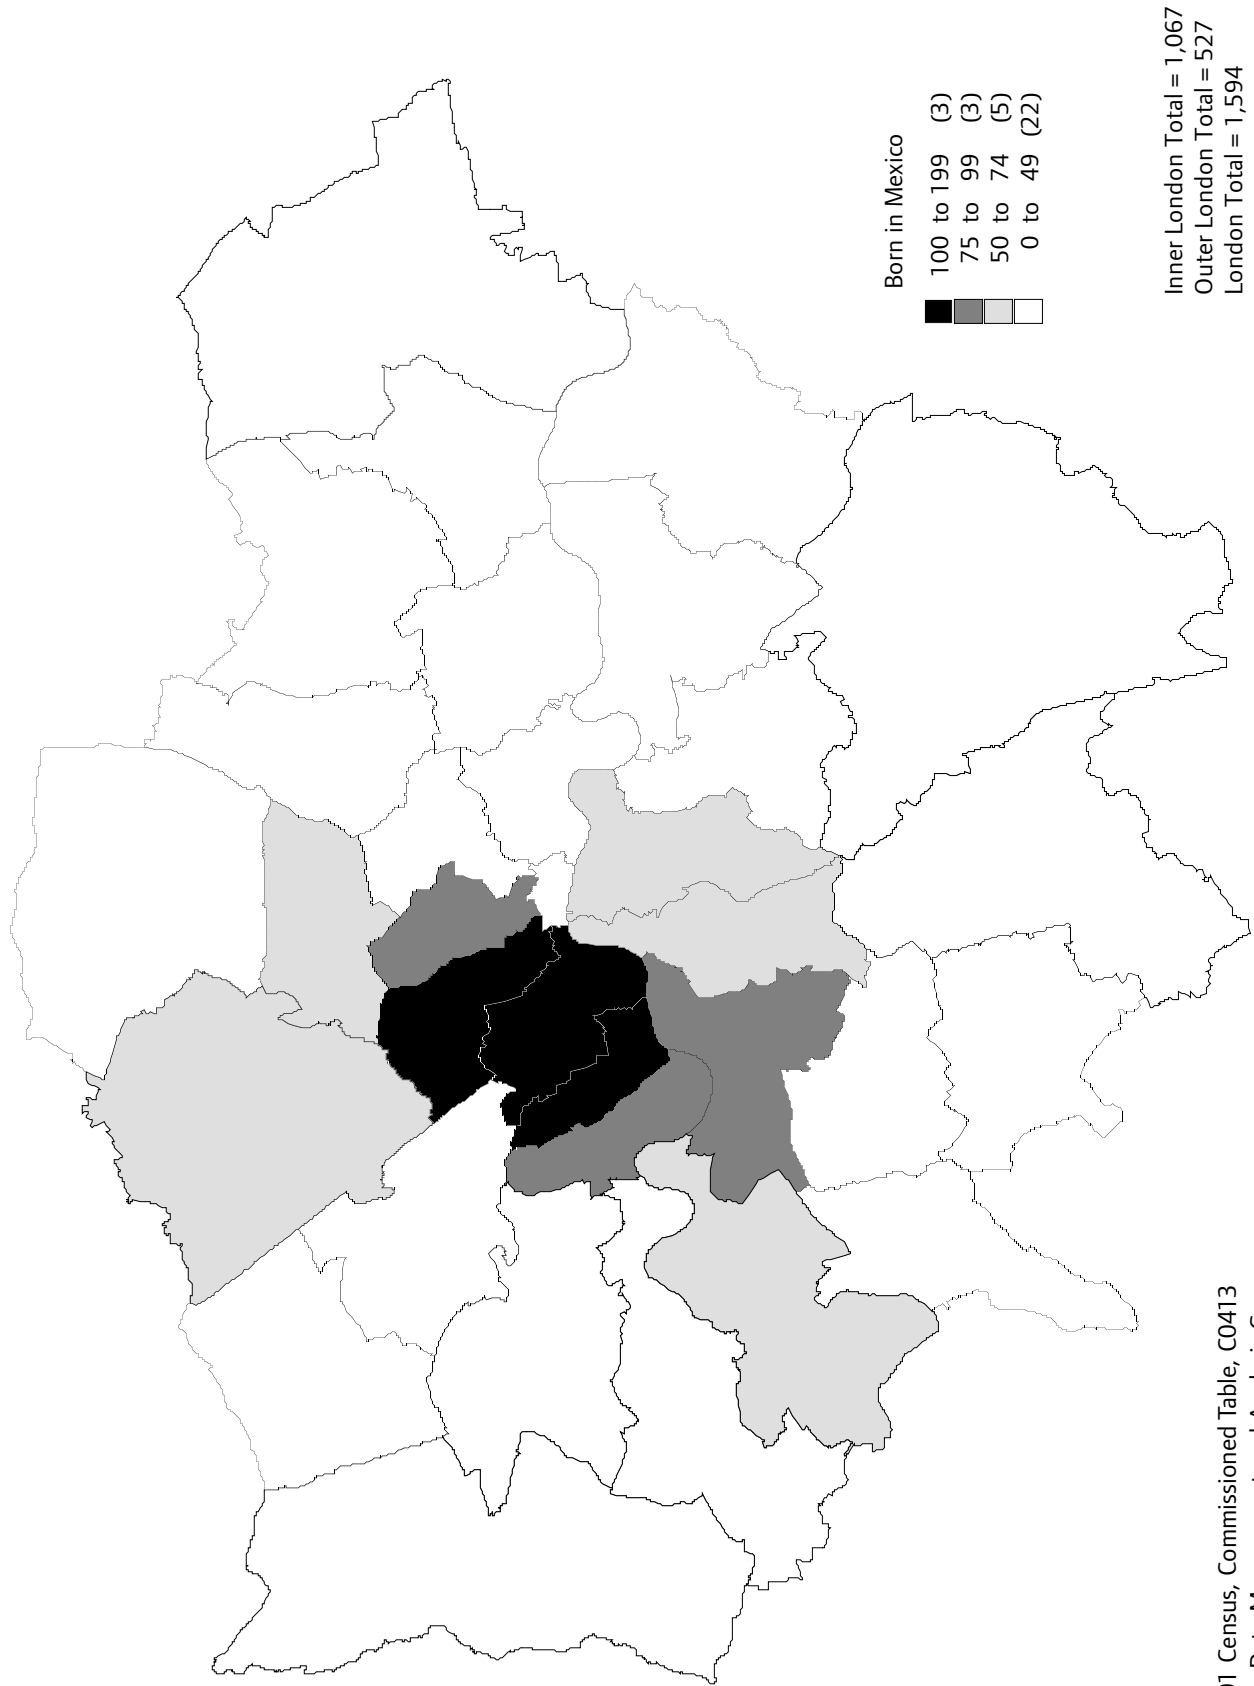 Born in Mexico
100 to 199 (3)
75 to 99 (3)
50 to 74 (5)
0 to 49 (22)
Inner London Total = 1,067
Outer London Total = 527
London Total = 1,594
Census, Commissioned Table, C0413